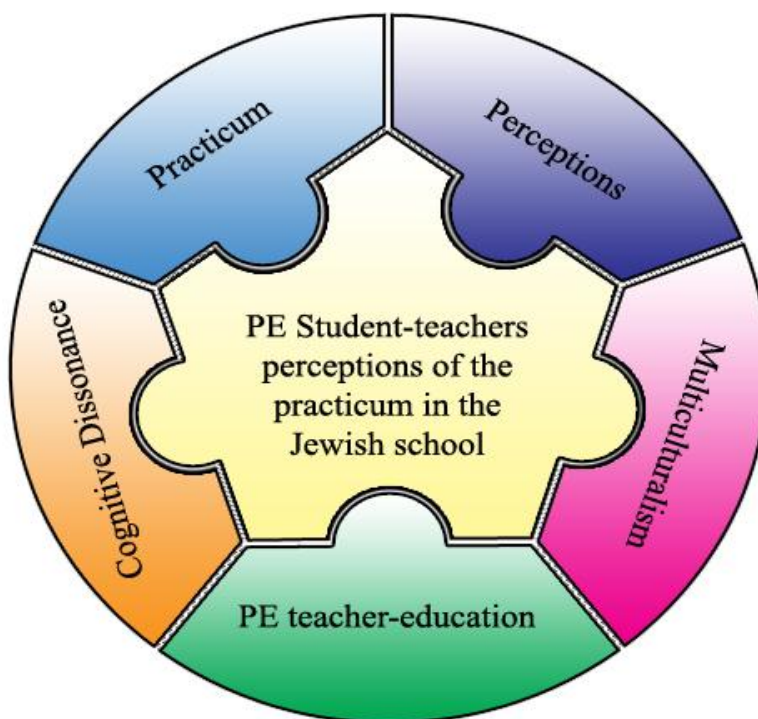 Practicum
Perceptions
Cognitive Dissonance
PE Student-teachers
perceptions of the
practicum in the
Jewish school
Multiculturalism
PE teacher-education